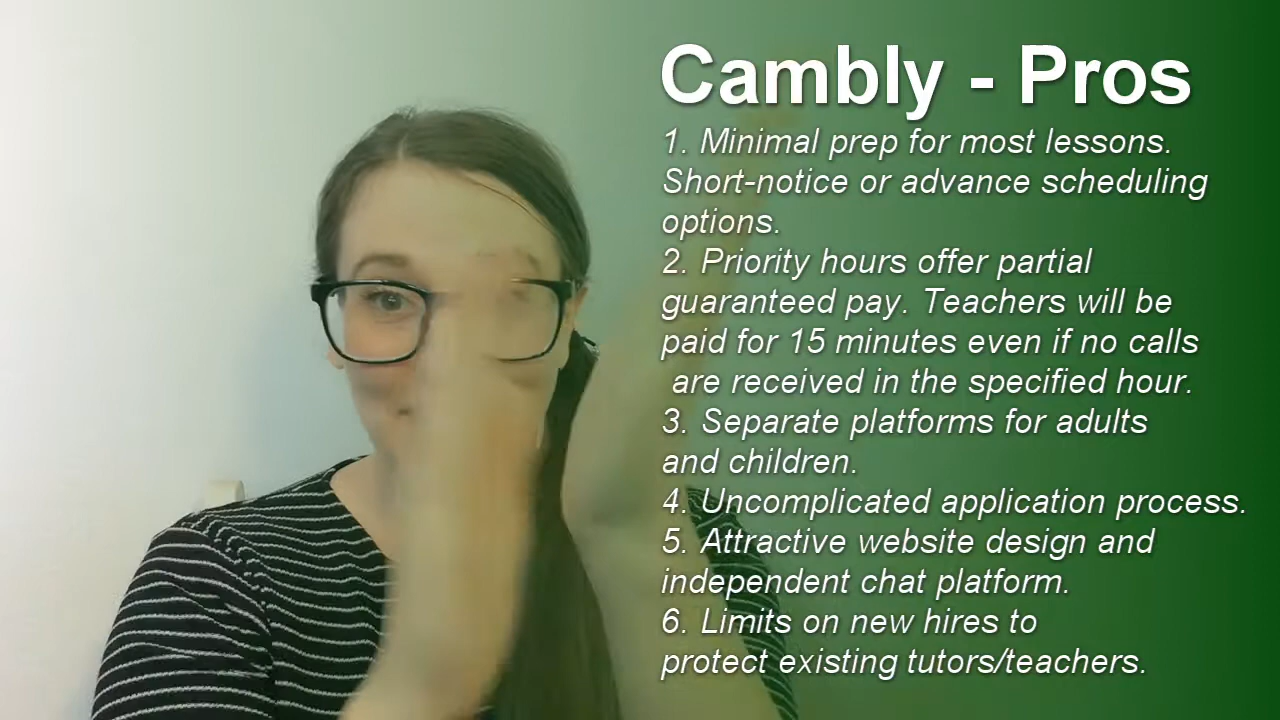 Cambly - Pros
1. Minimal prep for most lessons.
Short-notice or advance scheduling
options.
2. Priority hours offer partial
guaranteed pay. Teachers will be
paid for 15 minutes even if no calls
are received in the specified hour.
3. Separate platforms for adults
and children.
4. Uncomplicated application process.
5. Attractive website design and
independent chat platform.
6. Limits on new hires to
protect existing tutors/teachers.